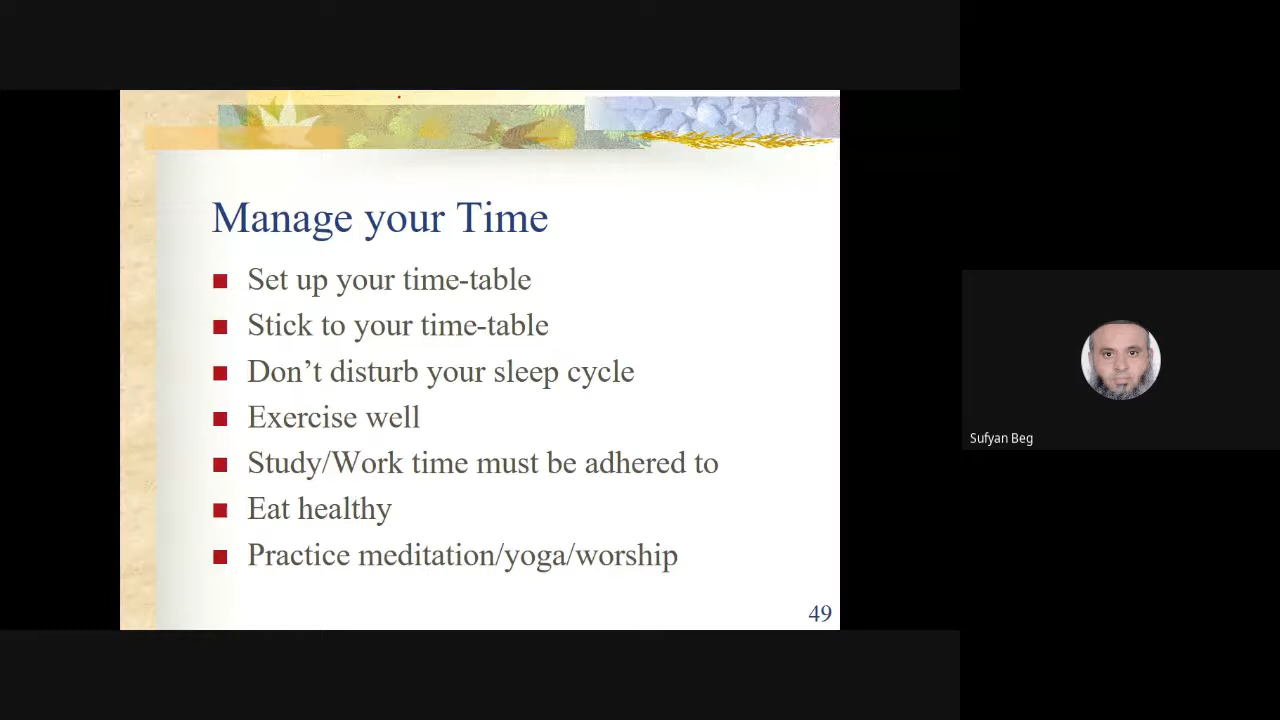 Manage your Time
Set up your time-table
Stick to your time-table
Don’t disturb your sleep cycle
Exercise well
Study/Work time must be adhered to
Eat healthy
Practice meditation/yoga/worship
49
Sufyan Beg